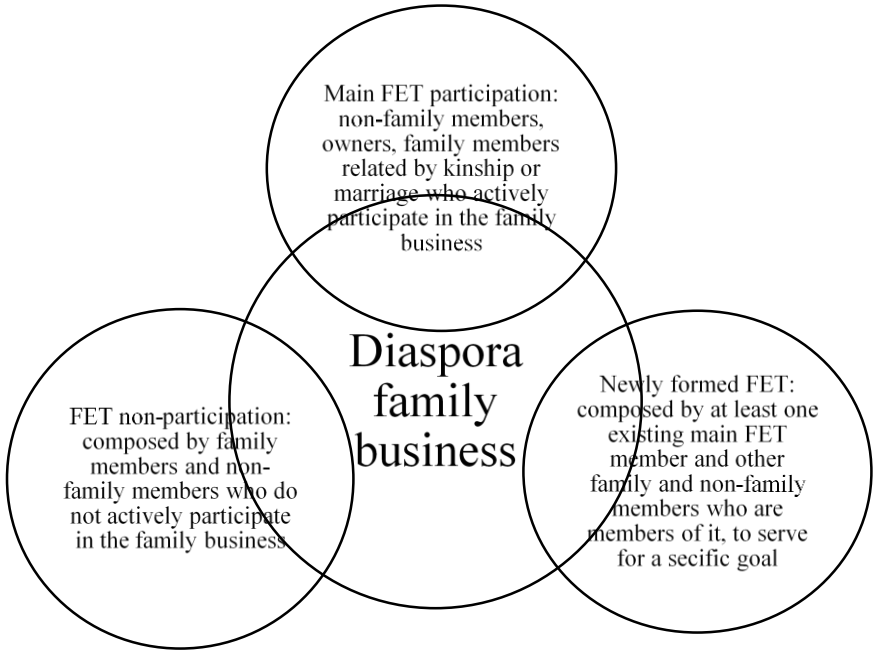 Main FET participation:
non-family members,
owners, family members
related by kinship or
marriage who actively
participate in the family
business
Diaspora
family
business
FET non-participation:
composed by family
members and non-
family members who do
not actively participate
in the family business
Newly formed FET:
composed by at least one
existing main FET
member and other
family and non-family
members who are
members of it, to serve
for a secific goal